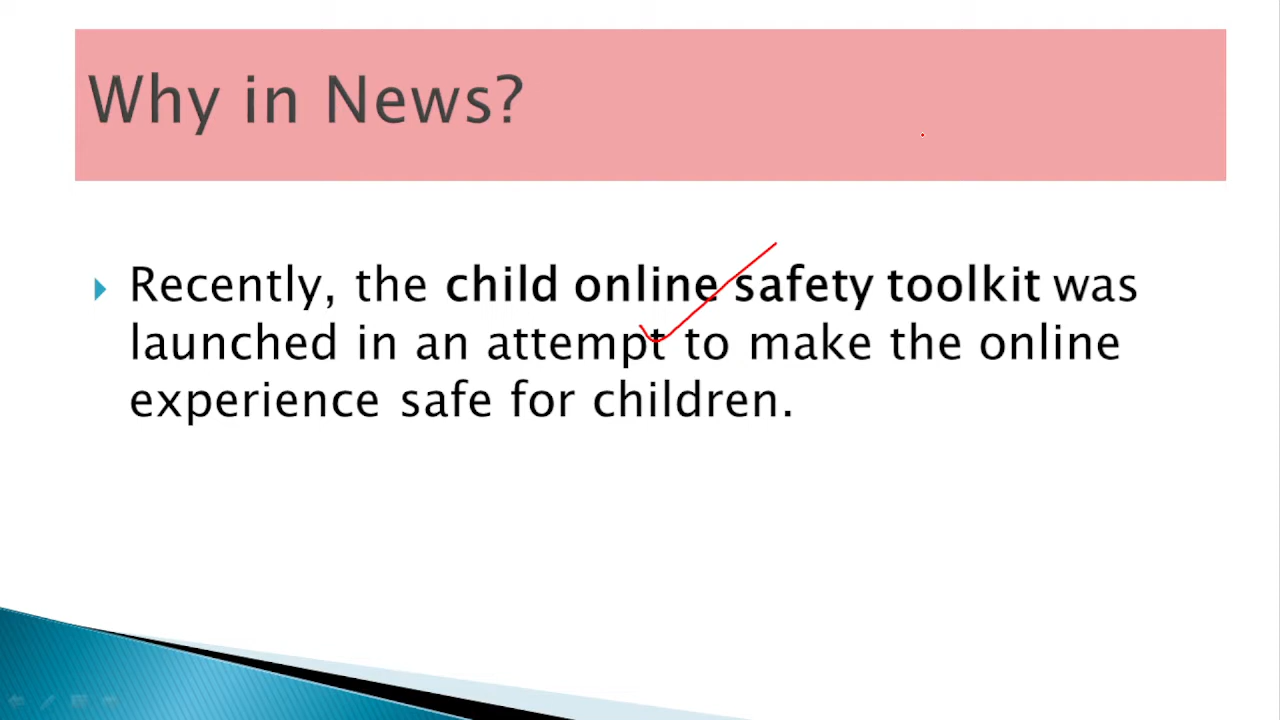 Why in News?
Recently, the child online safety toolkit was
launched in an attempt to make the online
experience safe for children.